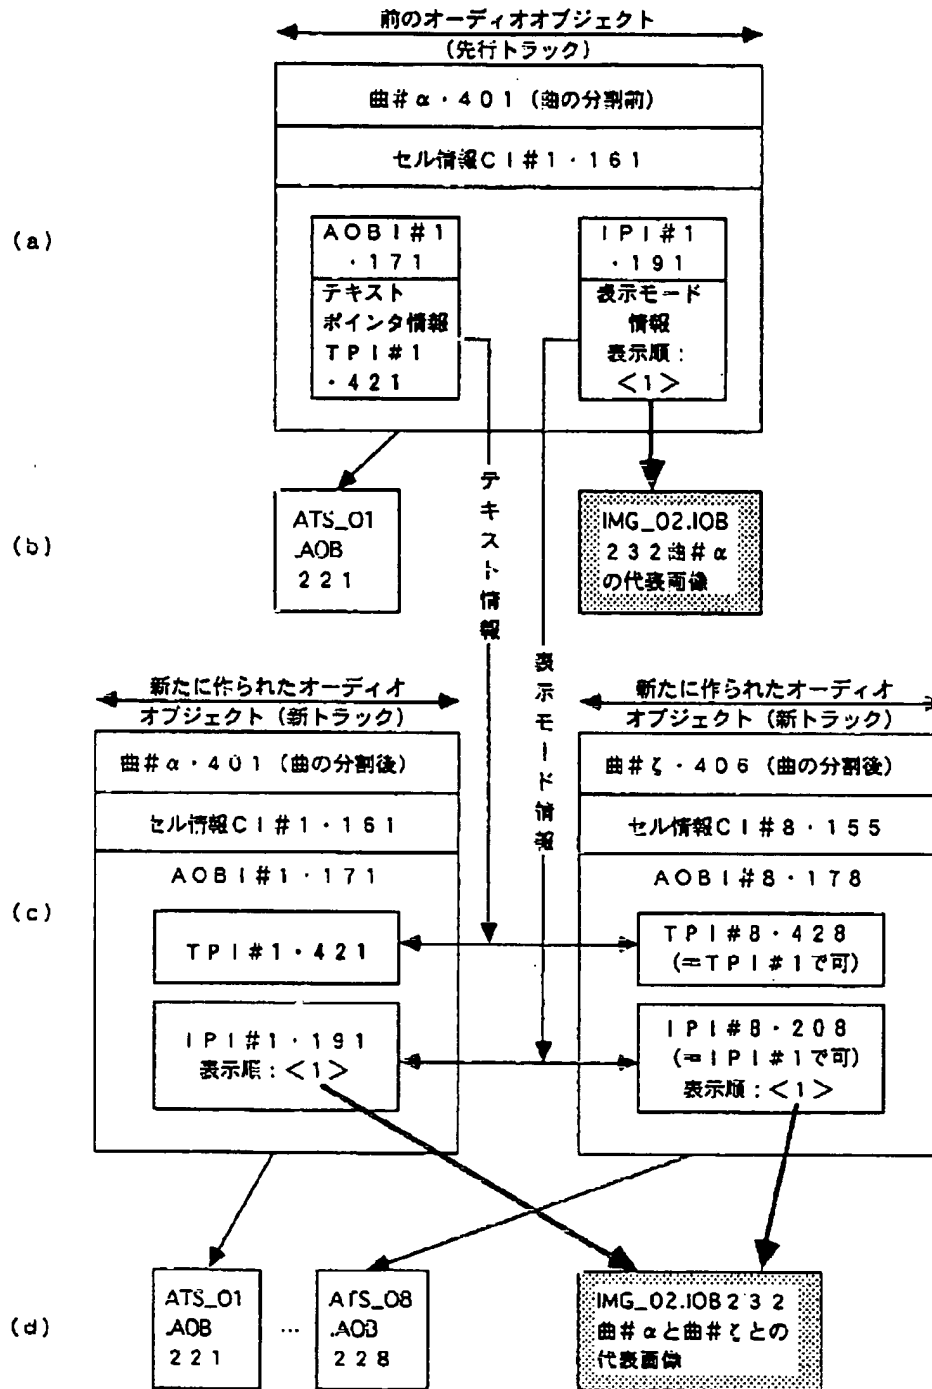 前のオーディオオブジェクト
(先行トラック)
曲#α・401 (曲の分割前)
セル情報CI#1・161
(a)
AOBI#1
・171
テキスト
ポインタ情報
TPI#1
・421
IPI#1
・191
表示モード
情報
表示順:
<1>
テキスト情報
表示モード情報
(b)
ATS_01
.AOB
221
IMG_02.IOB
232曲#α
の代表画像
新たに作られたオーディオ
オブジェクト (新トラック)
曲#α・401 (曲の分割後)
セル情報CI#1・161
AOBI#1・171
(c)
TPI#1・421
IPI#1・191
表示順:<1>
新たに作られたオーディオ
オブジェクト (新トラック)
曲#ζ・406 (曲の分割後)
セル情報CI#8・155
AOBI#8・178
TPI#8・428
(=TPI#1で可)
IPI#8・208
(=IPI#1で可)
表示順:<1>
(d)
ATS_01
.AOB
221
…
ATS_08
.AOB
228
IMG_02.IOB232
曲#αと曲#ζとの
代表画像